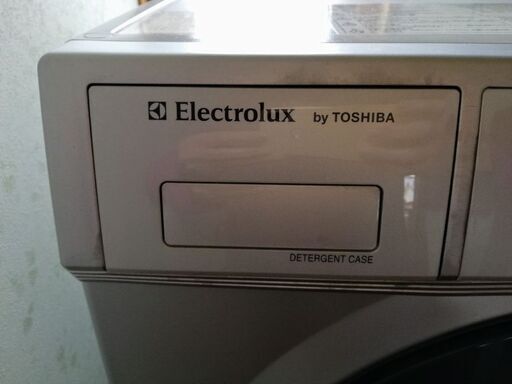 Electrolux by TOSHIBA
DETERGENT CASE